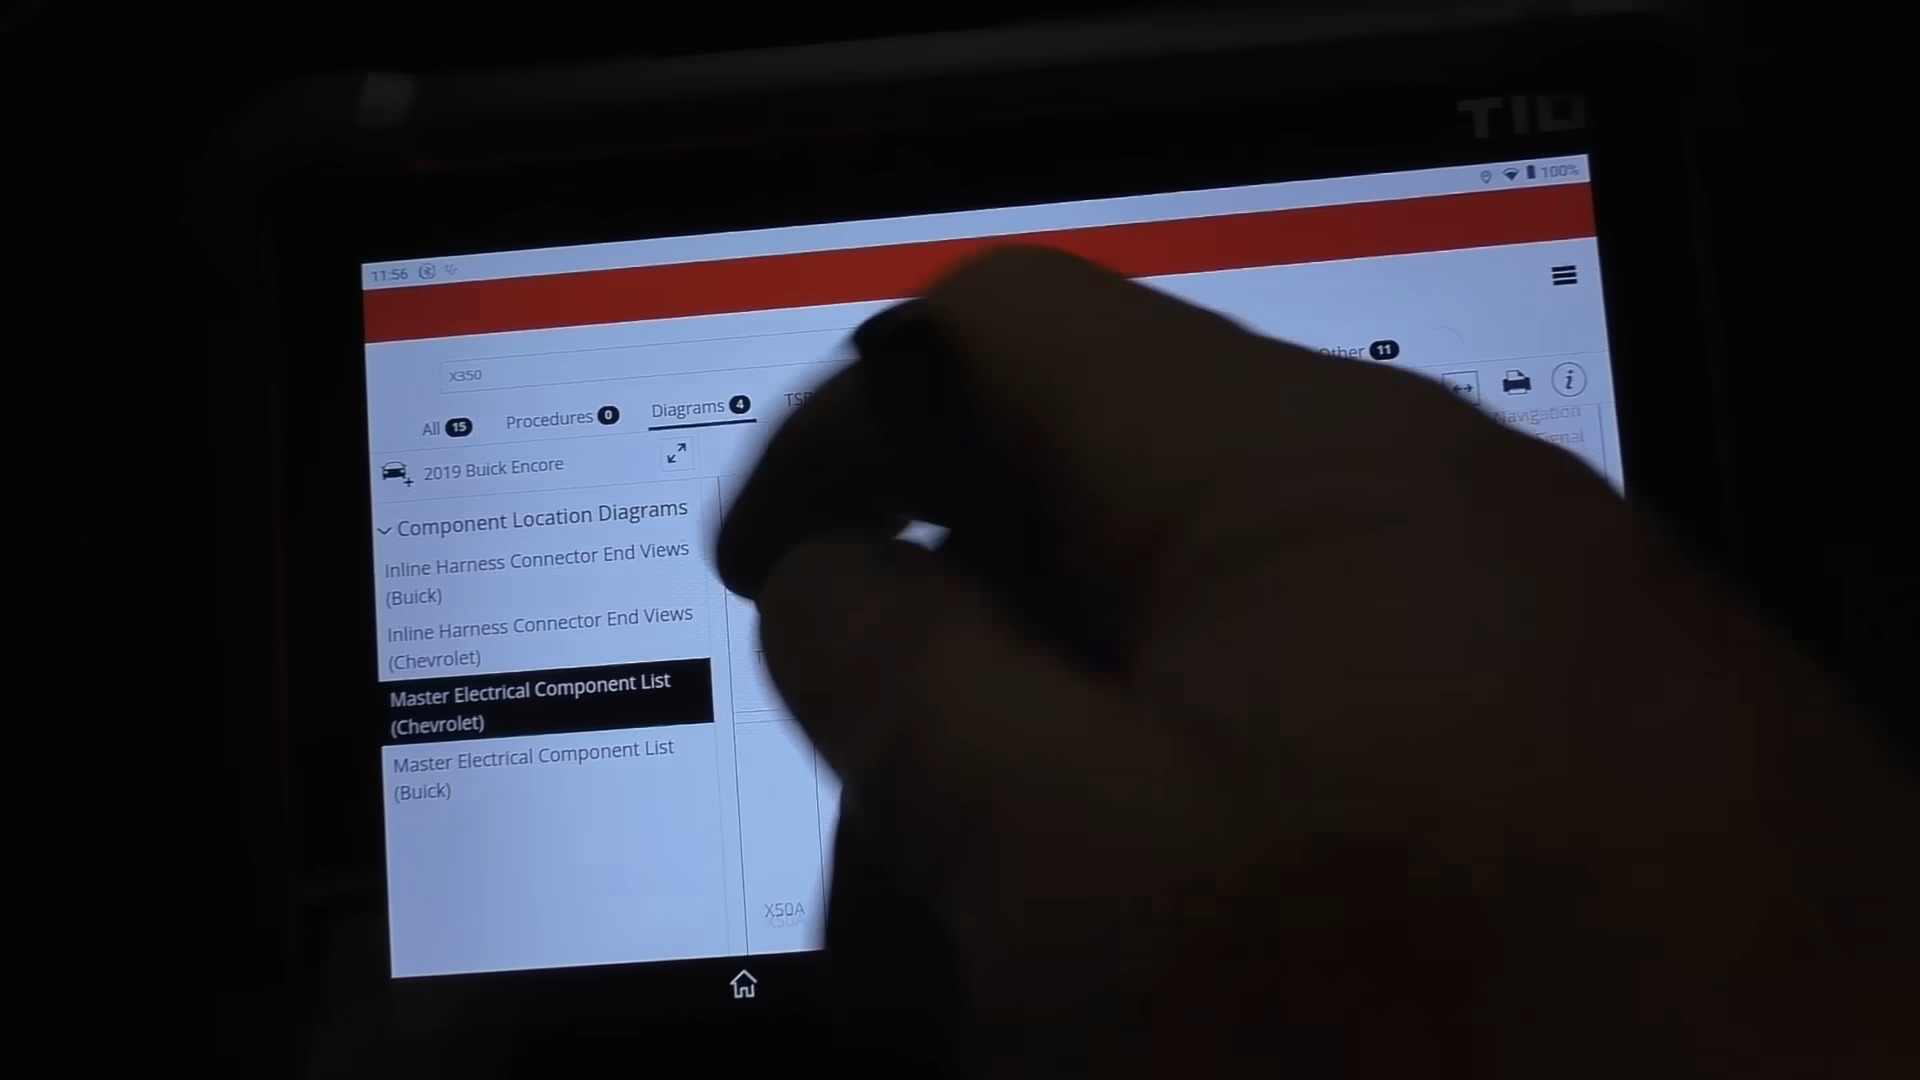 11:56
100%
X350
All 15
Procedures 0
Diagrams 4
Other 11
2019 Buick Encore
Navigation
Component Location Diagrams
Inline Harness Connector End Views
(Buick)
Inline Harness Connector End Views
(Chevrolet)
Master Electrical Component List
(Chevrolet)
Master Electrical Component List
(Buick)
X50A